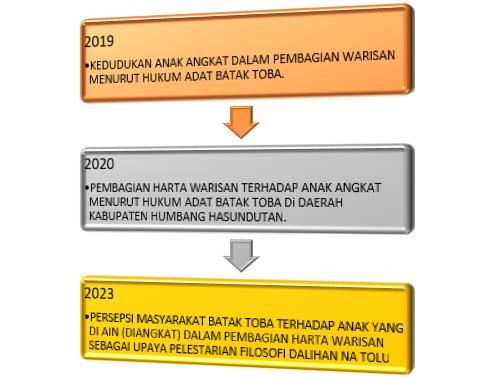 2019
•KEDUDUKAN ANAK ANGKAT DALAM PEMBAGIAN WARISAN
MENURUT HUKUM ADAT BATAK TOBA.
2020
•PEMBAGIAN HARTA WARISAN TERHADAP ANAK ANGKAT
MENURUT HUKUM ADAT BATAK TOBA Di DAERAH
KABUPATEN HUMBANG HASUNDUTAN.
2023
•PERSEPSI MASYARAKAT BATAK TOBA TERHADAP ANAK YANG
DI AIN (DIANGKAT) DALAM PEMBAGIAN HARTA WARISAN
SEBAGAI UPAYA PELESTARIAN FILOSOFI DALIHAN NA TOLU